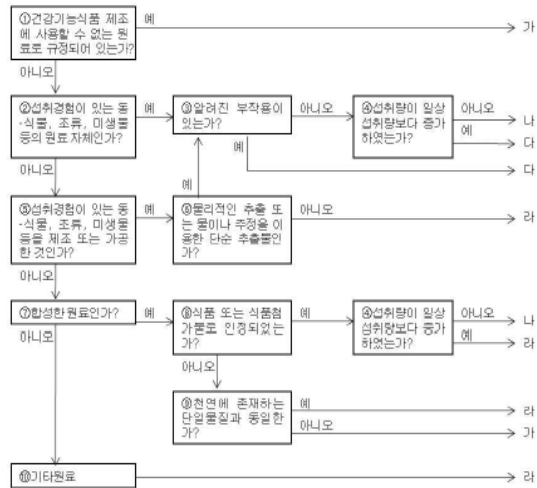 ①건강기능식품 제조
에 사용할 수 없는 원
료로 규정되어 있는가?
예
가
아니오
②섭취경험이 있는 동
·식물, 조류, 미생물
등의 원료 자체인가?
예
③알려진 부작용이
있는가?
아니오
④섭취량이 일상
섭취량보다 증가
하였는가?
아니오
나
예
다
예
다
아니오
예
⑤섭취경험이 있는 동
·식물, 조류, 미생물
등을 제조 또는 가공
한 것인가?
예
⑥물리적인 추출 또
는 물이나 주정을 이
용한 단순 추출물인
가?
아니오
라
아니오
⑦합성한 원료인가?
예
⑧식품 또는 식품첨
가물로 인정되었는
가?
예
④섭취량이 일상
섭취량보다 증가
하였는가?
아니오
나
예
라
아니오
아니오
⑨천연에 존재하는
단일물질과 동일한
가?
예
라
아니오
가
⑩기타원료
라